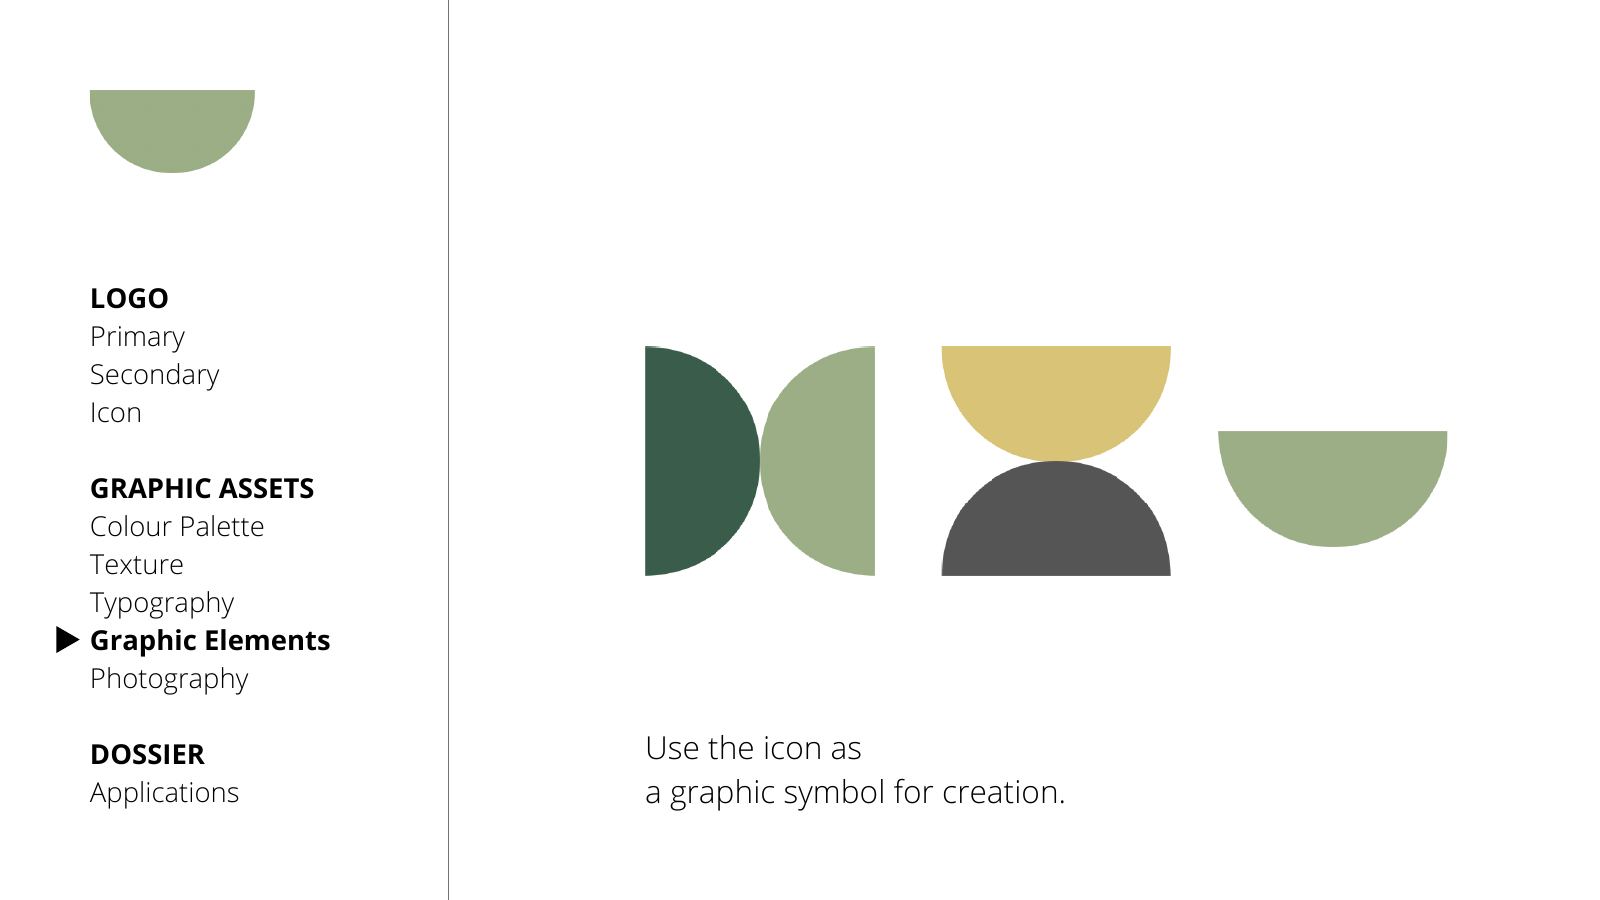 LOGO
Primary
Secondary
Icon
GRAPHIC ASSETS
Colour Palette
Texture
Typography
Graphic Elements
Photography
DOSSIER
Applications
Use the icon as
a graphic symbol for creation.